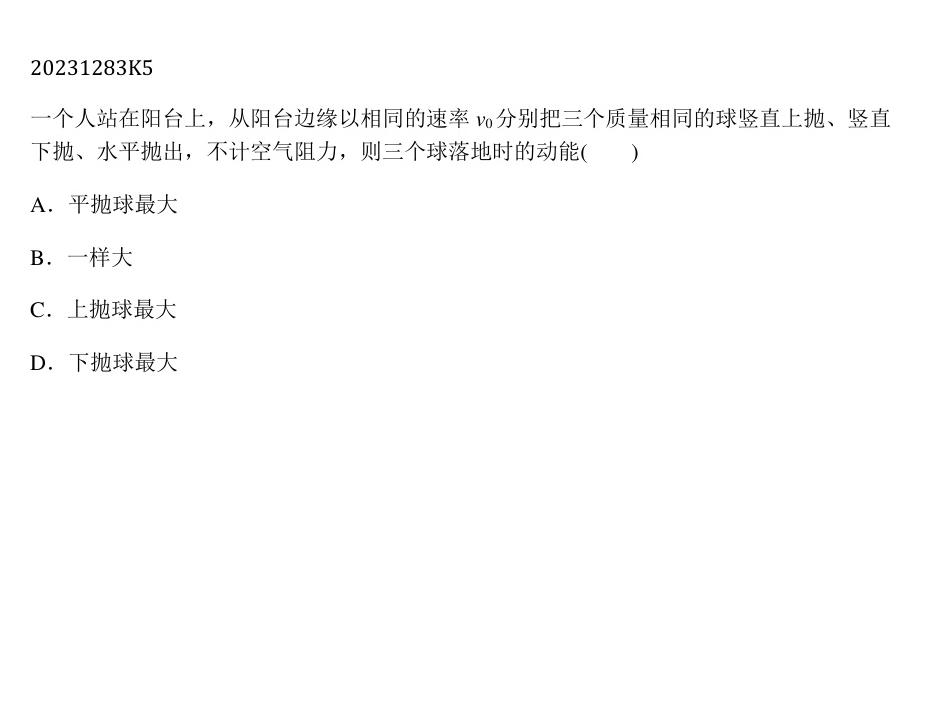 20231283K5
一个人站在阳台上，从阳台边缘以相同的速率 v₀分别把三个质量相同的球竖直上抛、竖直
下抛、水平抛出，不计空气阻力，则三个球落地时的动能(　　)
A．平抛球最大
B．一样大
C．上抛球最大
D．下抛球最大